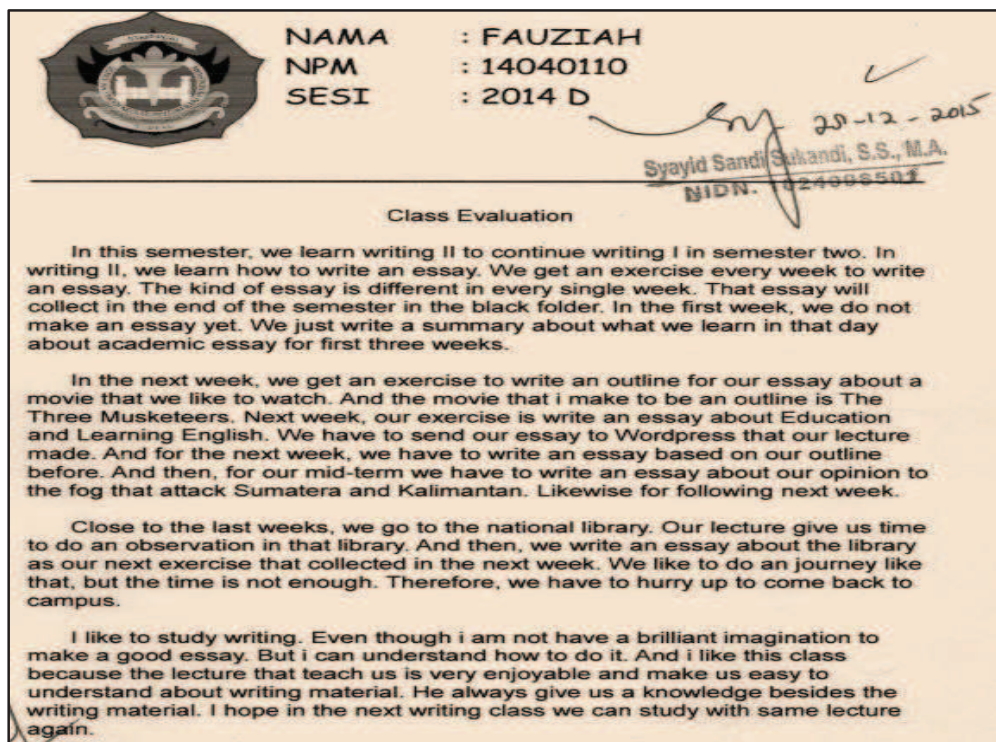 NAMA : FAUZIAH
NPM : 14040110
SESI : 2014 D
28-12-2015
Syayid Sandi Sukandi, S.S., M.A.
NIDN. 1024098501
Class Evaluation
In this semester, we learn writing II to continue writing I in semester two. In
writing II, we learn how to write an essay. We get an exercise every week to write
an essay. The kind of essay is different in every single week. That essay will
collect in the end of the semester in the black folder. In the first week, we do not
make an essay yet. We just write a summary about what we learn in that day
about academic essay for first three weeks.
In the next week, we get an exercise to write an outline for our essay about a
movie that we like to watch. And the movie that i make to be an outline is The
Three Musketeers. Next week, our exercise is write an essay about Education
and Learning English. We have to send our essay to Wordpress that our lecture
made. And for the next week, we have to write an essay based on our outline
before. And then, for our mid-term we have to write an essay about our opinion to
the fog that attack Sumatera and Kalimantan. Likewise for following next week.
Close to the last weeks, we go to the national library. Our lecture give us time
to do an observation in that library. And then, we write an essay about the library
as our next exercise that collected in the next week. We like to do an journey like
that, but the time is not enough. Therefore, we have to hurry up to come back to
campus.
I like to study writing. Even though i am not have a brilliant imagination to
make a good essay. But i can understand how to do it. And i like this class
because the lecture that teach us is very enjoyable and make us easy to
understand about writing material. He always give us a knowledge besides the
writing material. I hope in the next writing class we can study with same lecture
again.